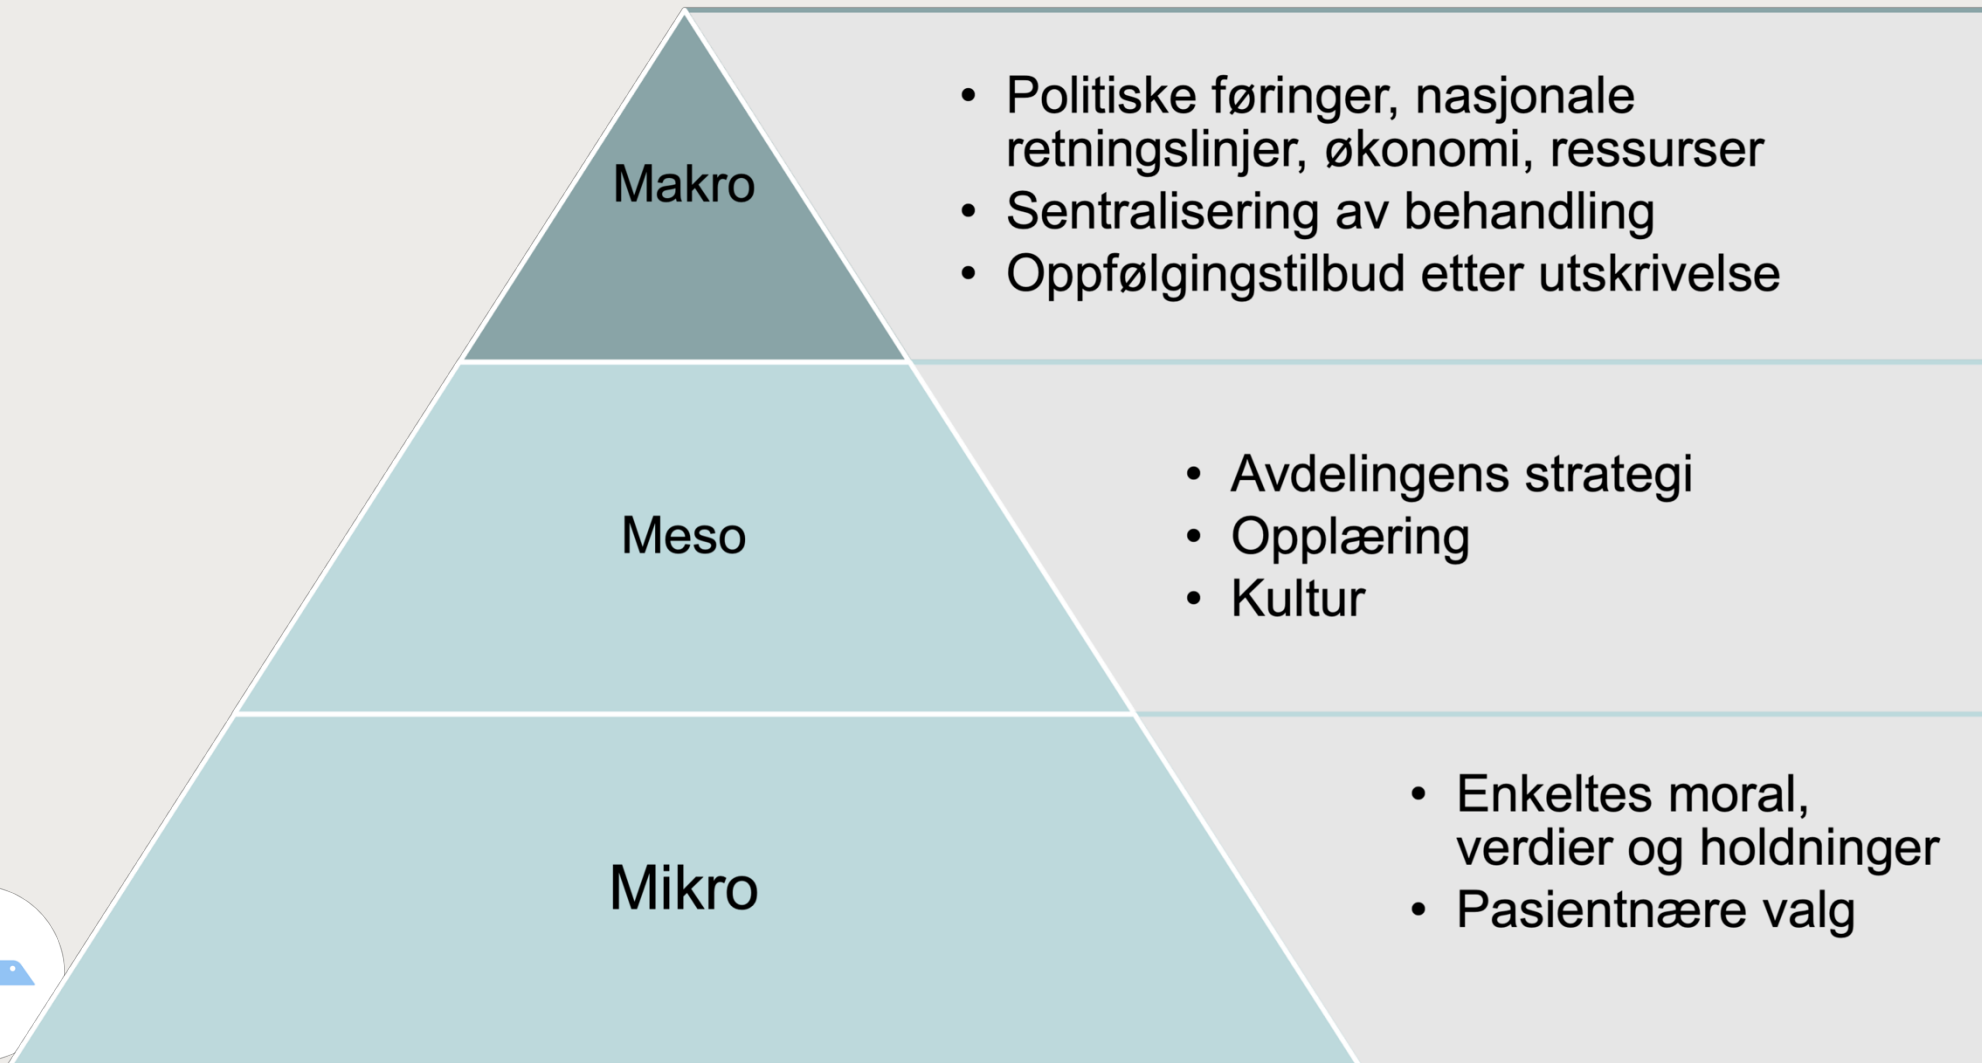 Makro
• Politiske føringer, nasjonale
retningslinjer, økonomi, ressurser
• Sentralisering av behandling
• Oppfølgingstilbud etter utskrivelse
Meso
• Avdelingens strategi
• Opplæring
• Kultur
Mikro
• Enkeltes moral,
verdier og holdninger
• Pasientnære valg